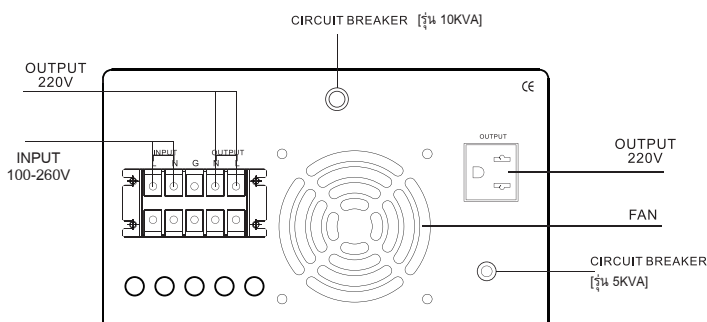 CIRCUIT BREAKER [รุ่น 10KVA]
OUTPUT
220V
CE
INPUT OUTPUT
L N G N L
INPUT
100-260V
OUTPUT
OUTPUT
220V
FAN
CIRCUIT BREAKER
[รุ่น 5KVA]